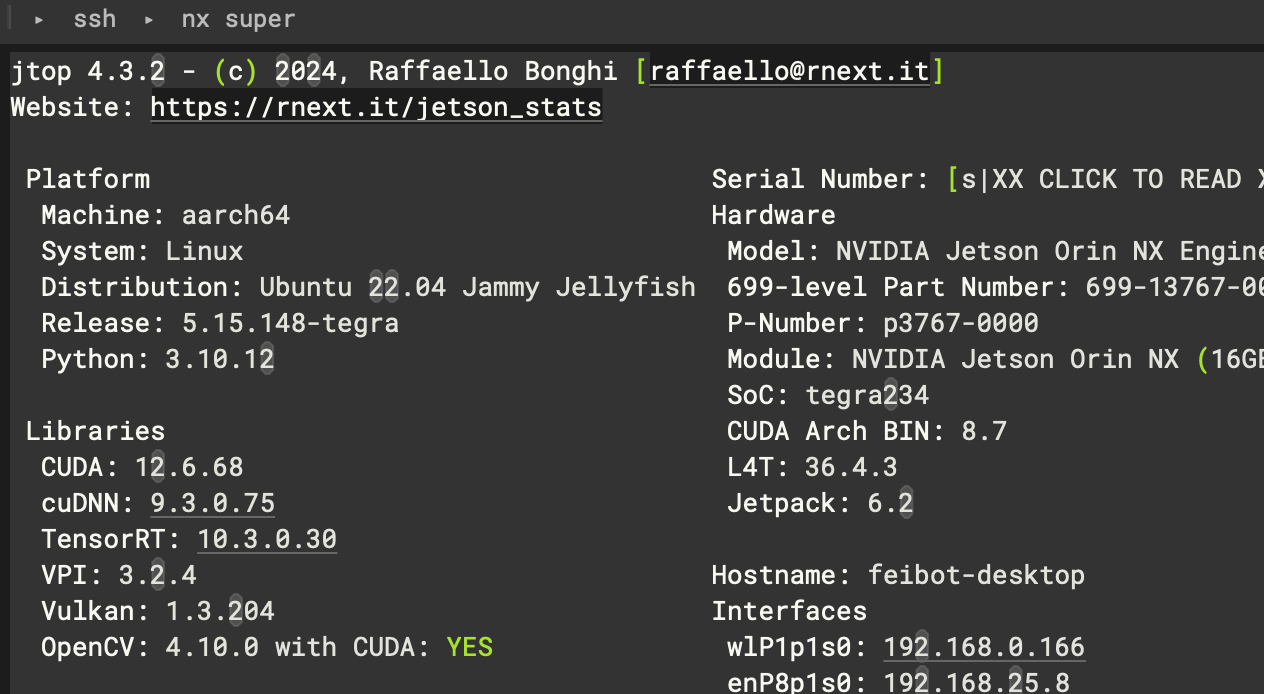 ssh ▸ nx super
jtop 4.3.2 - (c) 2024, Raffaello Bonghi [raffaello@rnext.it]
Website: https://rnext.it/jetson_stats
Platform
Machine: aarch64
System: Linux
Distribution: Ubuntu 22.04 Jammy Jellyfish
Release: 5.15.148-tegra
Python: 3.10.12
Libraries
CUDA: 12.6.68
cuDNN: 9.3.0.75
TensorRT: 10.3.0.30
VPI: 3.2.4
Vulkan: 1.3.204
OpenCV: 4.10.0 with CUDA: YES
Serial Number: [s|XX CLICK TO READ X
Hardware
Model: NVIDIA Jetson Orin NX Engine
699-level Part Number: 699-13767-00
P-Number: p3767-0000
Module: NVIDIA Jetson Orin NX (16GB
SoC: tegra234
CUDA Arch BIN: 8.7
L4T: 36.4.3
Jetpack: 6.2
Hostname: feibot-desktop
Interfaces
wlP1p1s0: 192.168.0.166
enP8p1s0: 192.168.25.8